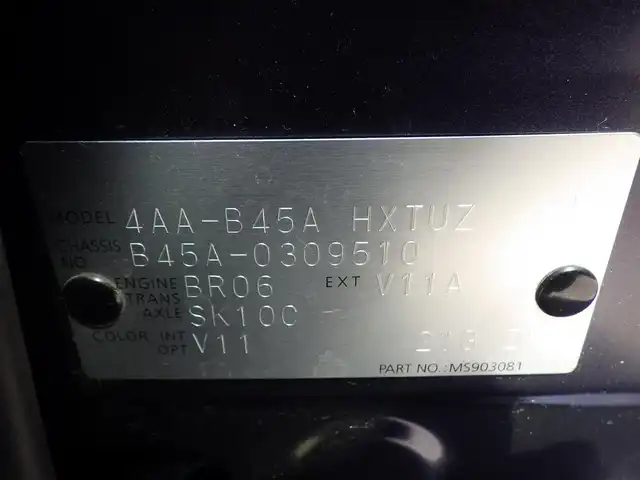 MODEL 4AA-B45A HXTUZ
CHASSIS NO B45A-0309510
ENGINE BR06 EXT V11A
TRANS AXLE SK10C -
COLOR INT OPT V11
PART NO.:MS903081